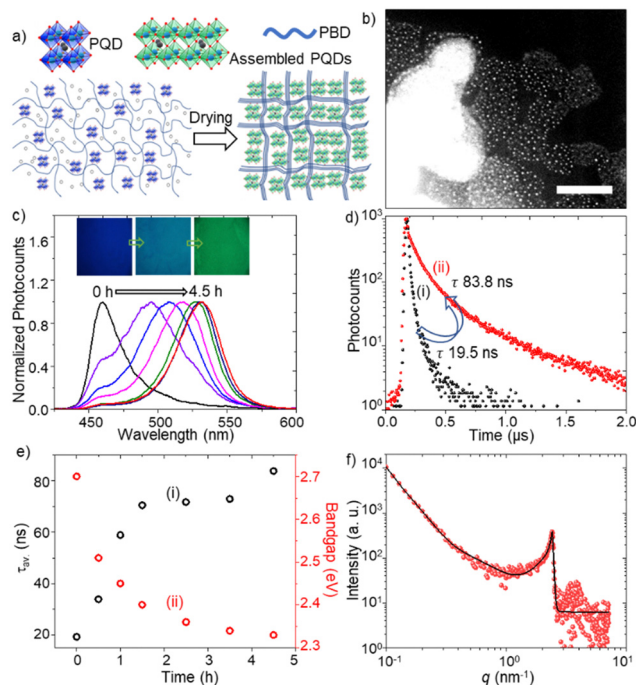 a)
PQD
PBD
Assembled PQDs
Drying
b)
c)
Normalized Photocounts
1.6
1.2
0.8
0.4
0.0
0 h
4.5 h
450
500
550
600
Wavelength (nm)
d)
Photocounts
10³
10²
10¹
10⁰
(ii)
(i)
τ 83.8 ns
τ 19.5 ns
0.0
0.5
1.0
1.5
2.0
Time (µs)
e)
τav. (ns)
80
60
40
20
(i)
(ii)
2.7
2.6
2.5
2.4
2.3
Bandgap (eV)
0
1
2
3
4
5
Time (h)
f)
Intensity (a. u.)
10⁴
10³
10²
10¹
10⁰
10⁻¹
10⁰
10¹
q (nm⁻¹)